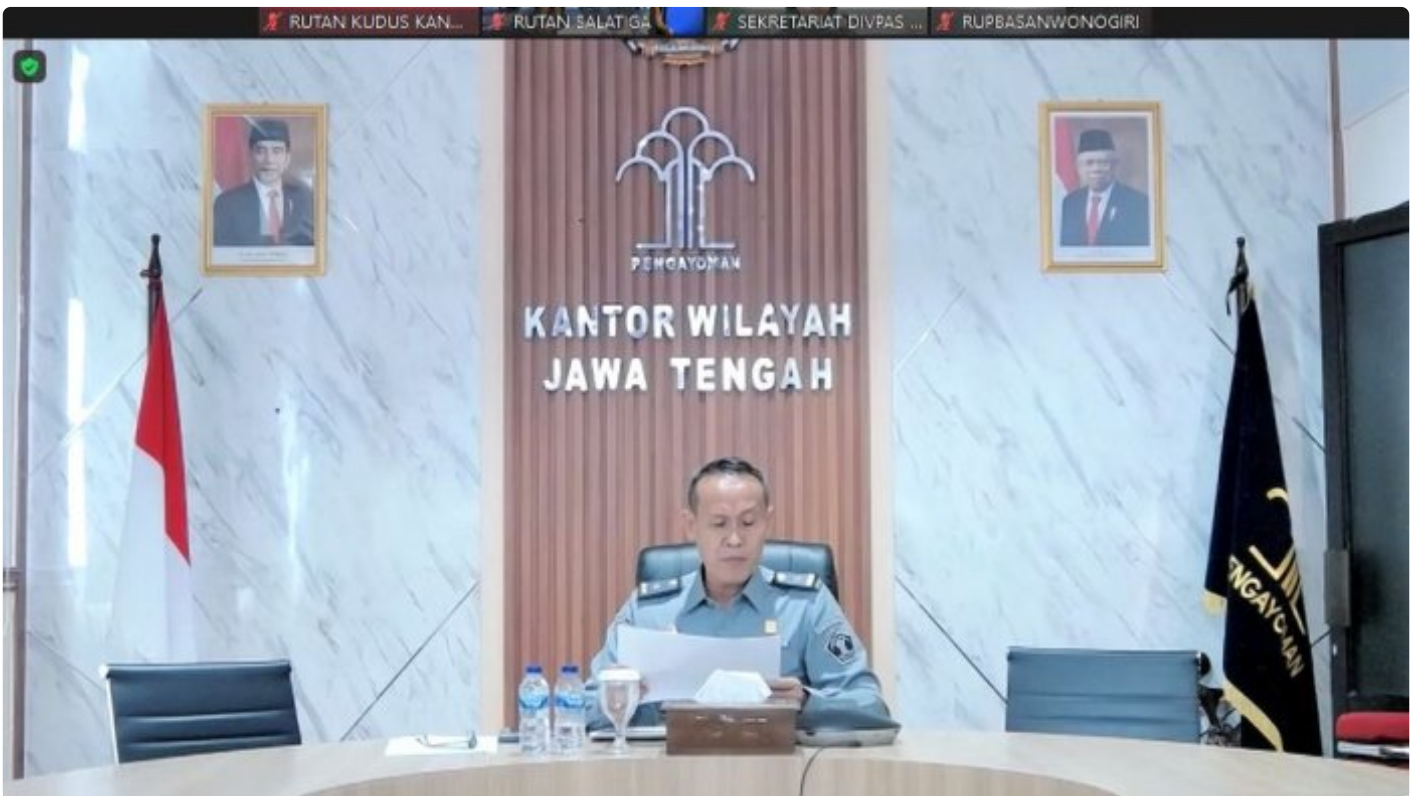 RUTAN KUDUS KAN...
RUTAN SALATIGA
SEKRETARIAT DIVPAS ...
RUPBASANWONOGIRI
PENGAYOMAN
KANTOR WILAYAH
JAWA TENGAH
PENGAYOMAN